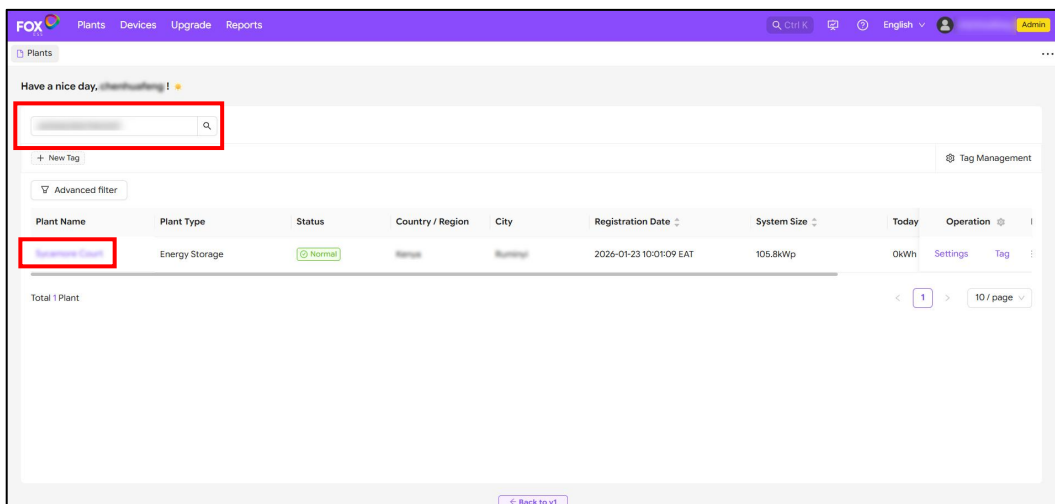 FOX ESS Plants Devices Upgrade Reports Ctrl K English Admin
Plants
Have a nice day, !
+ New Tag Tag Management
Advanced filter
Plant Name Plant Type Status Country / Region City Registration Date System Size Today Operation
Energy Storage Normal 2026-01-23 10:01:09 EAT 105.8kWp 0kWh Settings Tag
Total 1 Plant < 1 > 10 / page
← Back to v1